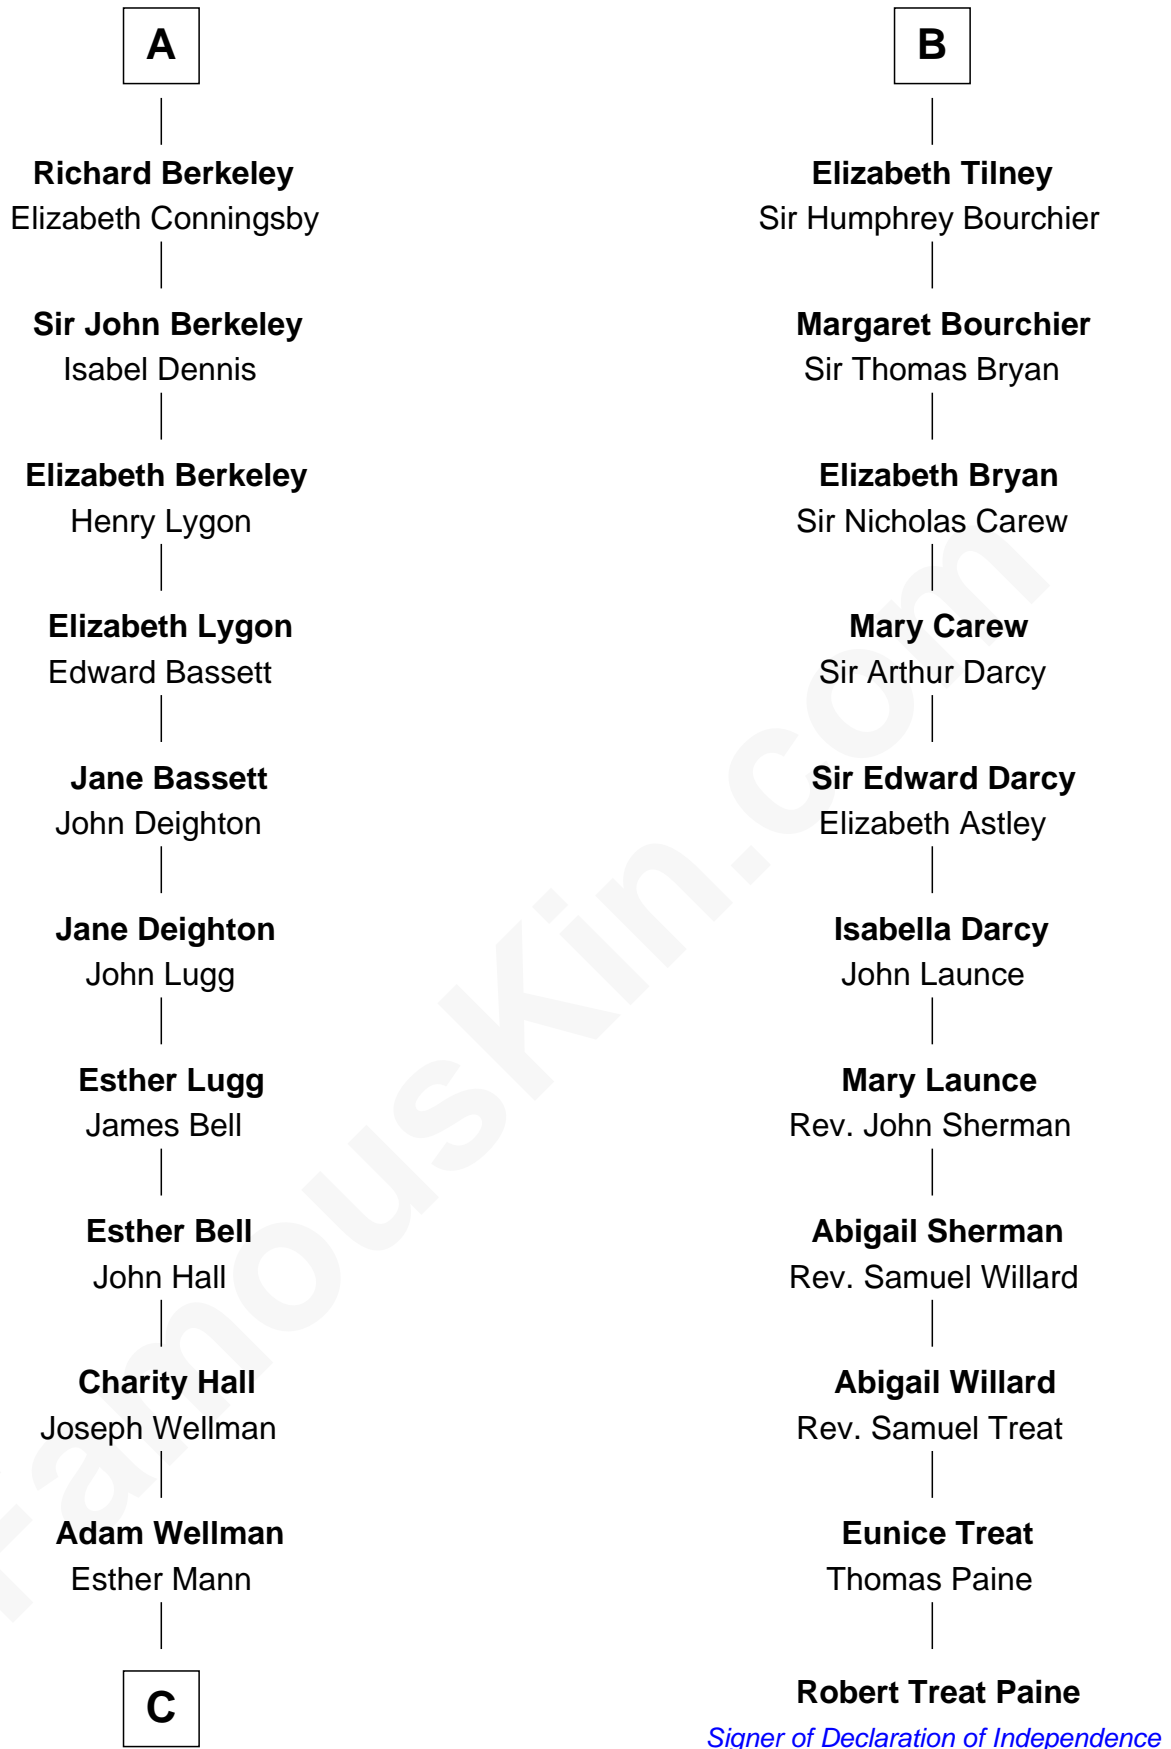 A
Richard Berkeley
Elizabeth Conningsby
Sir John Berkeley
Isabel Dennis
Elizabeth Berkeley
Henry Lygon
Elizabeth Lygon
Edward Bassett
Jane Bassett
John Deighton
Jane Deighton
John Lugg
Esther Lugg
James Bell
Esther Bell
John Hall
Charity Hall
Joseph Wellman
Adam Wellman
Esther Mann
C
B
Elizabeth Tilney
Sir Humphrey Bourchier
Margaret Bourchier
Sir Thomas Bryan
Elizabeth Bryan
Sir Nicholas Carew
Mary Carew
Sir Arthur Darcy
Sir Edward Darcy
Elizabeth Astley
Isabella Darcy
John Launce
Mary Launce
Rev. John Sherman
Abigail Sherman
Rev. Samuel Willard
Abigail Willard
Rev. Samuel Treat
Eunice Treat
Thomas Paine
Robert Treat Paine
Signer of Declaration of Independence
FamousKin.com